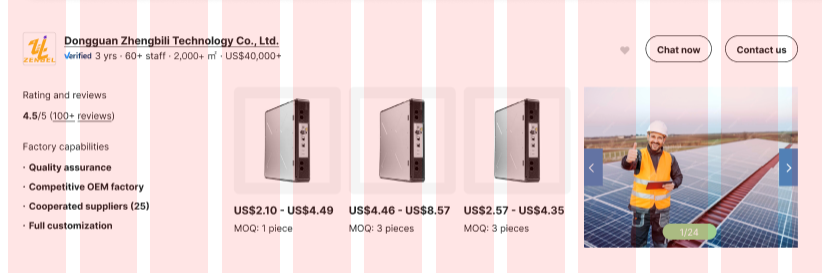 ZENBEL
Dongguan Zhengbili Technology Co., Ltd.
Verified 3 yrs · 60+ staff · 2,000+ ㎡ · US$40,000+
Chat now
Contact us
Rating and reviews
4.5/5 (100+ reviews)
Factory capabilities
· Quality assurance
· Competitive OEM factory
· Cooperated suppliers (25)
· Full customization
US$2.10 - US$4.49
MOQ: 1 piece
US$4.46 - US$8.57
MOQ: 3 pieces
US$2.57 - US$4.35
MOQ: 3 pieces
1/24